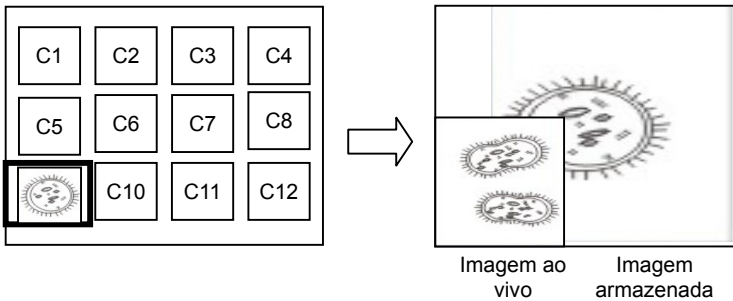 C1 C2 C3 C4
C5 C6 C7 C8
C10 C11 C12
Imagem ao vivo
Imagem armazenada